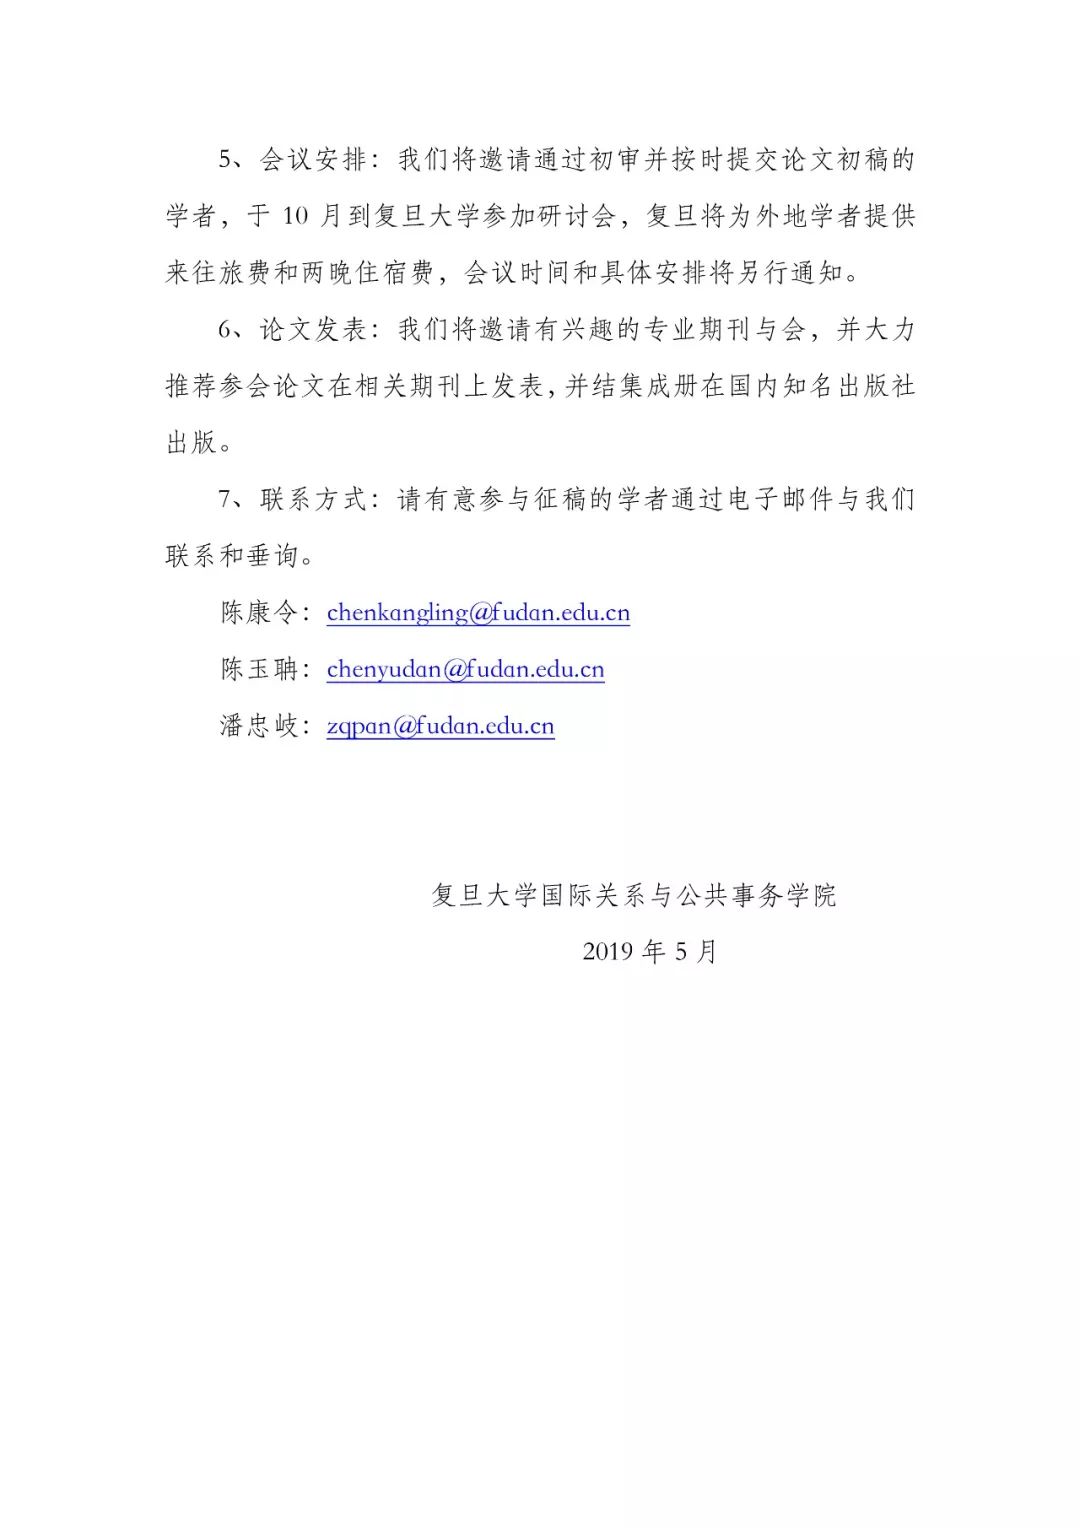 5、会议安排：我们将邀请通过初审并按时提交论文初稿的
学者，于 10 月到复旦大学参加研讨会，复旦将为外地学者提供
来往旅费和两晚住宿费，会议时间和具体安排将另行通知。
6、论文发表：我们将邀请有兴趣的专业期刊与会，并大力
推荐参会论文在相关期刊上发表，并结集成册在国内知名出版社
出版。
7、联系方式：请有意参与征稿的学者通过电子邮件与我们
联系和垂询。
陈康令：chenkangling@fudan.edu.cn
陈玉聃：chenyudan@fudan.edu.cn
潘忠岐：zqpan@fudan.edu.cn
复旦大学国际关系与公共事务学院
2019 年 5 月